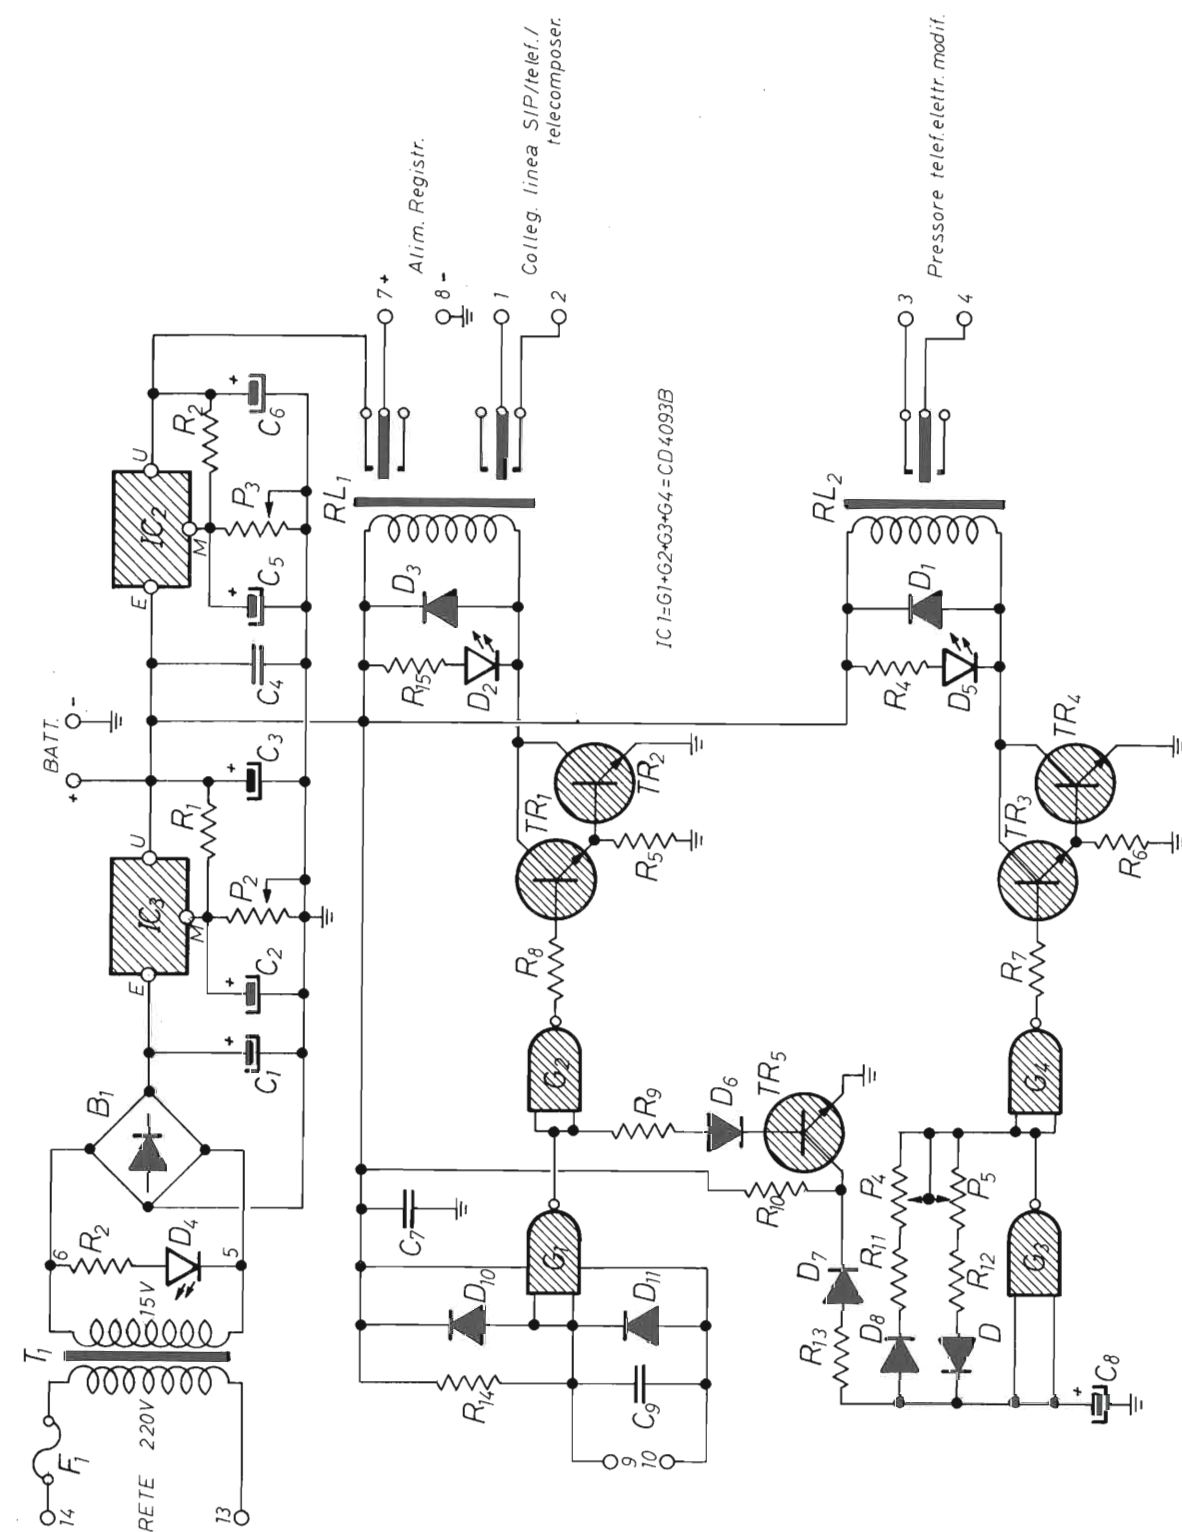 14
F1
13
RETE 220V
T1
15V
6
5
R2
D4
B1
C1
E
IC3
U
M
C2
P2
R1
C3
BATT.
+
-
C4
E
IC2
U
M
C5
P3
R2
C6
+
+
+
+
+
RL1
7+
Alim. Registr.
8-
1
2
Colleg. linea SIP/telef./
telecomposer.
D3
R15
D2
IC1=G1+G2+G3+G4=CD4093B
TR1
TR2
R5
R8
G2
G1
R9
D6
TR5
R10
C7
D10
D11
R14
C9
9
10
RL2
3
4
Pressore telef.elettr.modif.
D1
R4
D5
TR3
TR4
R6
R7
G4
G3
P4
P5
R11
R12
D7
R13
D8
D
C8
+